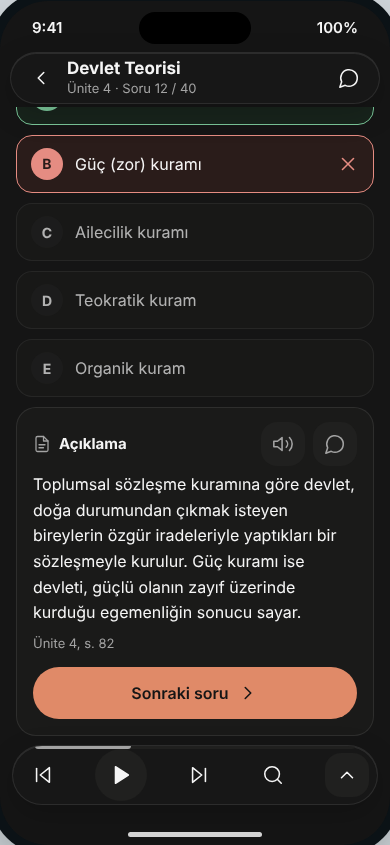 9:41
100%
Devlet Teorisi
Ünite 4 · Soru 12 / 40
B
Güç (zor) kuramı
C
Ailecilik kuramı
D
Teokratik kuram
E
Organik kuram
Açıklama
Toplumsal sözleşme kuramına göre devlet,
doğa durumundan çıkmak isteyen
bireylerin özgür iradeleriyle yaptıkları bir
sözleşmeyle kurulur. Güç kuramı ise
devleti, güçlü olanın zayıf üzerinde
kurduğu egemenliğin sonucu sayar.
Ünite 4, s. 82
Sonraki soru